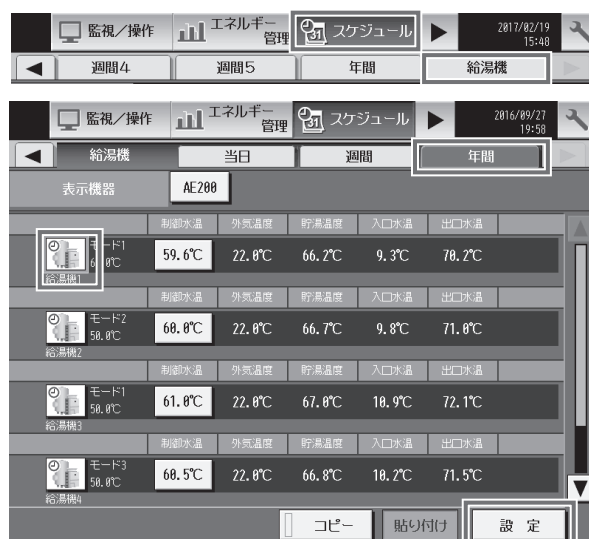 監視／操作 エネルギー管理 スケジュール ▶ 2017/02/19 15:48
◀ 週間4 週間5 年間 給湯機
監視／操作 エネルギー管理 スケジュール ▶ 2016/09/27 19:58
◀ 給湯機 当日 週間 年間
表示機器 AE200
制御水温 外気温度 貯湯温度 入口水温 出口水温
モード1 59.6℃ 22.0℃ 66.2℃ 9.3℃ 70.2℃
給湯機1
制御水温 外気温度 貯湯温度 入口水温 出口水温
モード2 60.0℃ 22.0℃ 66.7℃ 9.8℃ 71.0℃
50.0℃
給湯機2
制御水温 外気温度 貯湯温度 入口水温 出口水温
モード1 61.0℃ 22.0℃ 67.0℃ 10.9℃ 72.1℃
50.0℃
給湯機3
制御水温 外気温度 貯湯温度 入口水温 出口水温
モード3 60.5℃ 22.0℃ 66.8℃ 10.2℃ 71.5℃
50.0℃
給湯機4
コピー 貼り付け 設 定